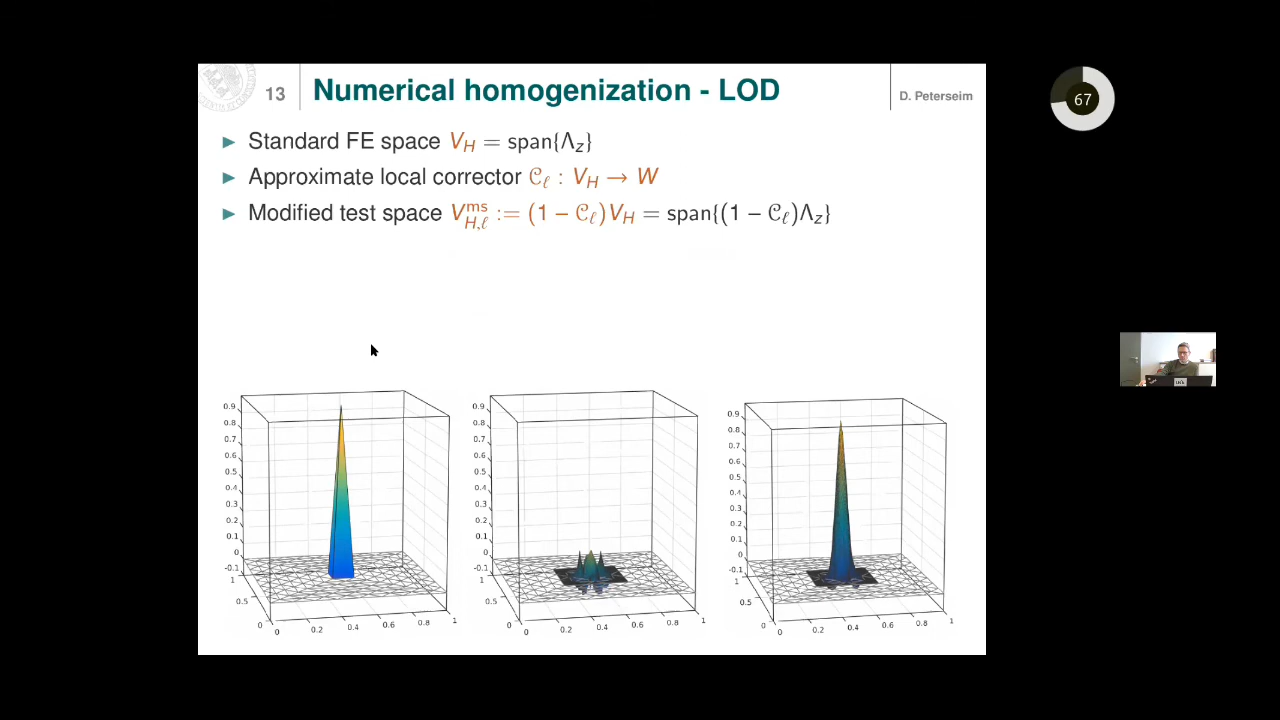 13 Numerical homogenization - LOD D. Peterseim
67
► Standard FE space V_H = span{Λ_z}
► Approximate local corrector 𝒞_ℓ : V_H → W
► Modified test space V^ms_{H,ℓ} := (1 − 𝒞_ℓ)V_H = span{(1 − 𝒞_ℓ)Λ_z}
0.9 0.9 0.9
0.8 0.8 0.8
0.7 0.7 0.7
0.6 0.6 0.6
0.5 0.5 0.5
0.4 0.4 0.4
0.3 0.3 0.3
0.2 0.2 0.2
0.1 0.1 0.1
0 0 0
-0.1 -0.1 -0.1
1 1 1
0.5 0.5 0.5
0 0 0
0 0.2 0.4 0.6 0.8 1 0 0.2 0.4 0.6 0.8 1 0 0.2 0.4 0.6 0.8 1